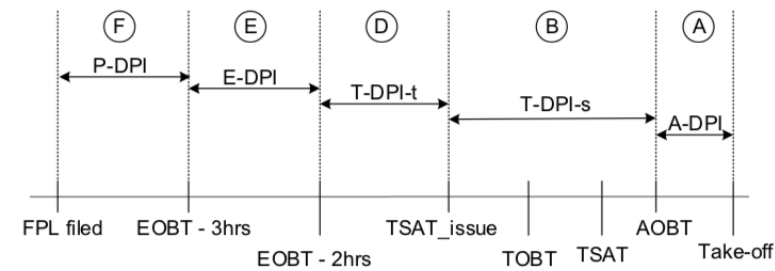 F E D B A
P-DPI
E-DPI
T-DPI-t
T-DPI-s
A-DPI
FPL filed EOBT - 3hrs TSAT_issue AOBT
EOBT - 2hrs TOBT TSAT Take-off